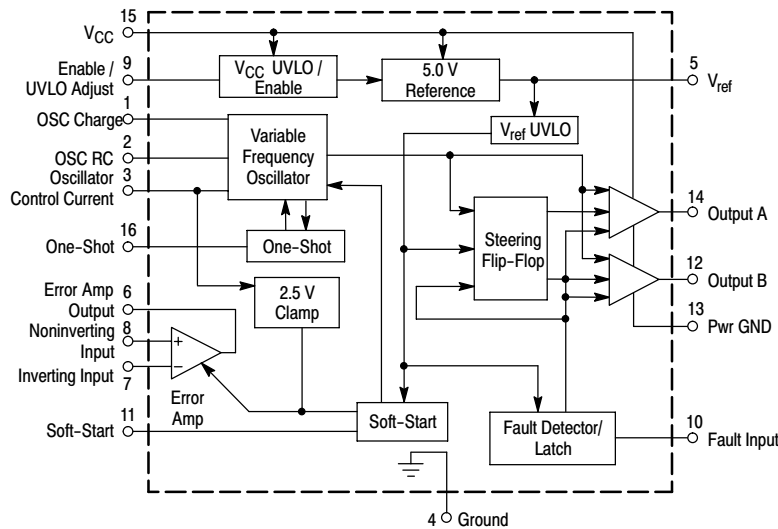 15
VCC
9
Enable /
UVLO Adjust
1
OSC Charge
2
OSC RC
3
Oscillator
Control Current
16
One-Shot
Error Amp
6
Output
8
Noninverting
Input
Inverting Input
7
11
Soft-Start
VCC UVLO /
Enable
5.0 V
Reference
5
Vref
Vref UVLO
Variable
Frequency
Oscillator
One-Shot
2.5 V
Clamp
Steering
Flip-Flop
14
Output A
12
Output B
13
Pwr GND
+
−
Error
Amp
Soft-Start
Fault Detector/
Latch
10
Fault Input
4 Ground